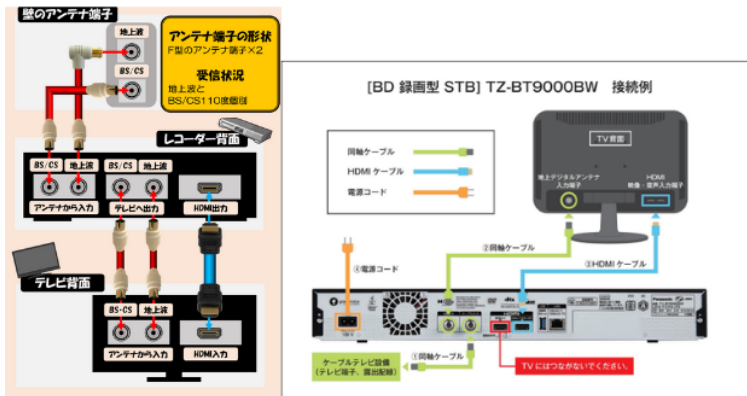 壁のアンテナ端子
地上波
BS/CS
アンテナ端子の形状
F型のアンテナ端子×2
受信状況
地上波と
BS/CS110度個別
レコーダー背面
BS/CS
地上波
BS/CS
地上波
アンテナから入力
テレビへ出力
HDMI出力
テレビ背面
BS・CS
地上波
アンテナから入力
HDMI入力
[BD 録画型 STB] TZ-BT9000BW 接続例
同軸ケーブル
HDMI ケーブル
電源コード
TV背面
地上デジタルアンテナ
入力端子
HDMI
映像・音声入力端子
②同軸ケーブル
③HDMI ケーブル
④電源コード
Panasonic
①同軸ケーブル
ケーブルテレビ設備
(テレビ端子、露出配線)
TV にはつながないでください。